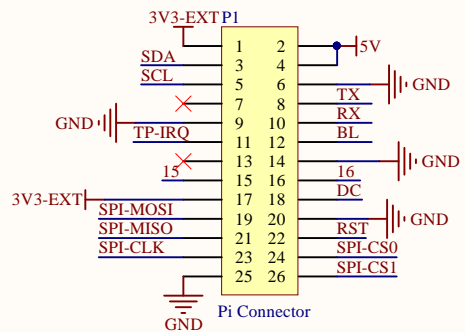 3V3-EXT P1
1 2 5V
SDA 3 4
SCL 5 6 GND
7 8 TX
GND 9 10 RX
TP-IRQ 11 12 BL
13 14 GND
15 15 16 16
3V3-EXT 17 18 DC
SPI-MOSI 19 20 GND
SPI-MISO 21 22 RST
SPI-CLK 23 24 SPI-CS0
25 26 SPI-CS1
GND Pi Connector